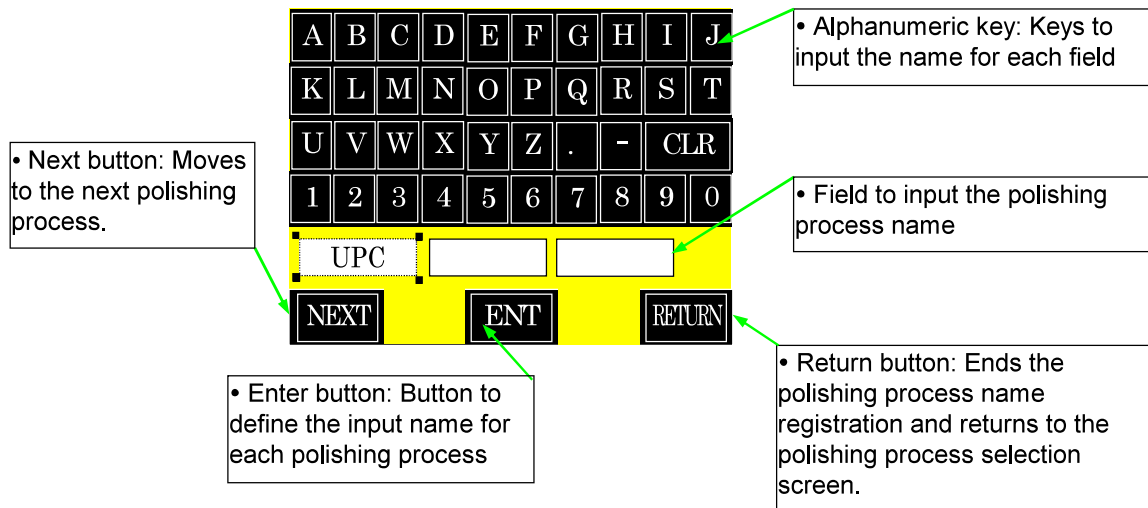 A B C D E F G H I J
K L M N O P Q R S T
U V W X Y Z . - CLR
1 2 3 4 5 6 7 8 9 0
UPC
NEXT ENT RETURN
• Alphanumeric key: Keys to
input the name for each field
• Next button: Moves
to the next polishing
process.
• Field to input the polishing
process name
• Enter button: Button to
define the input name for
each polishing process
• Return button: Ends the
polishing process name
registration and returns to the
polishing process selection
screen.